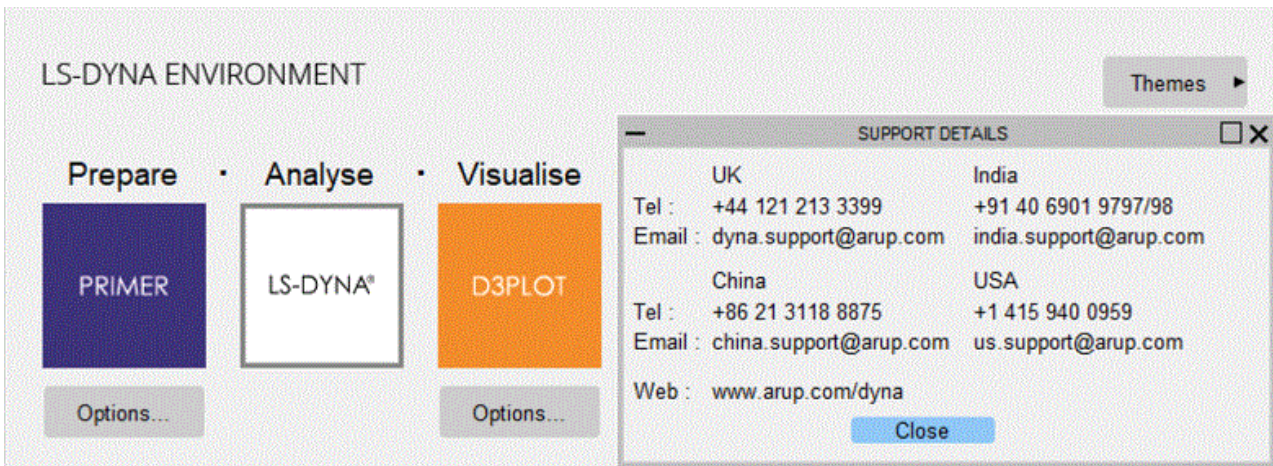 LS-DYNA ENVIRONMENT
Themes
Prepare · Analyse · Visualise
PRIMER
LS-DYNA®
D3PLOT
Options...
Options...
SUPPORT DETAILS
UK India
Tel : +44 121 213 3399 +91 40 6901 9797/98
Email : dyna.support@arup.com india.support@arup.com
China USA
Tel : +86 21 3118 8875 +1 415 940 0959
Email : china.support@arup.com us.support@arup.com
Web : www.arup.com/dyna
Close